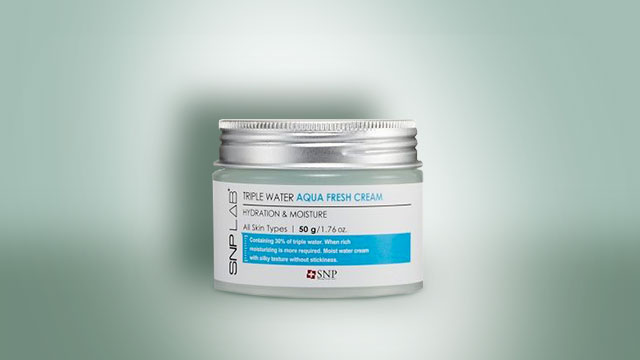 SNP LAB+
TRIPLE WATER AQUA FRESH CREAM
HYDRATION & MOISTURE
All Skin Types | 50 g/1.76 oz.
Containing 30% of triple water. When rich
moisturizing is more required. Moist water cream
with silky texture without stickiness.
SNP